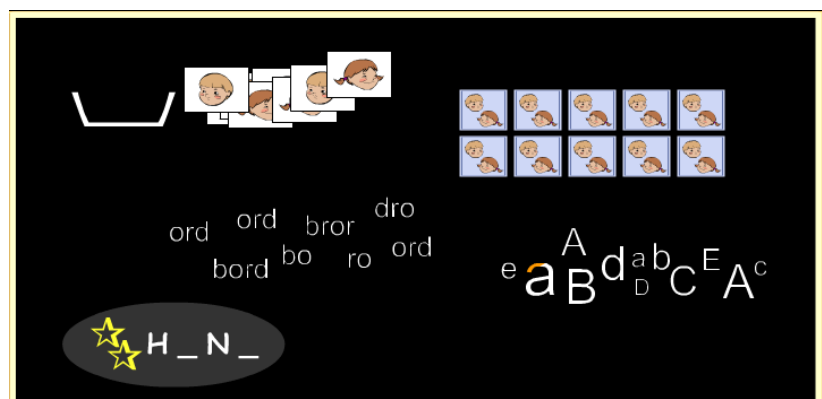 ord ord bror dro
bord bo ro ord
e a A B d a D b C E A c
H _ N _